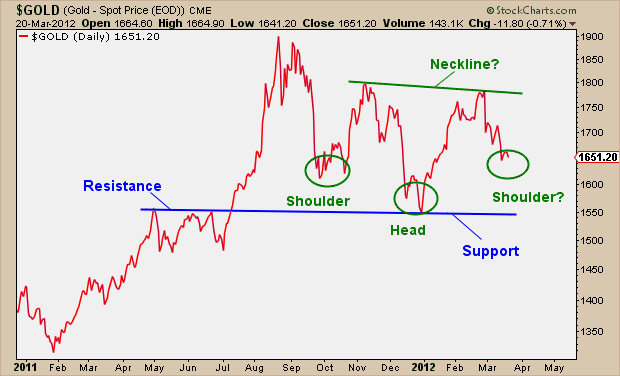 $GOLD (Gold - Spot Price (EOD)) CME © StockCharts.com
20-Mar-2012 Open 1664.60 High 1664.90 Low 1641.20 Close 1651.20 Volume 143.1K Chg -11.80 (-0.71%)
$GOLD (Daily) 1651.20
Neckline?
Resistance
Shoulder
Shoulder?
Head
Support
1900
1850
1800
1750
1700
1651.20
1600
1550
1500
1450
1400
1350
2011 Feb Mar Apr May Jun Jul Aug Sep Oct Nov Dec 2012 Feb Mar Apr May